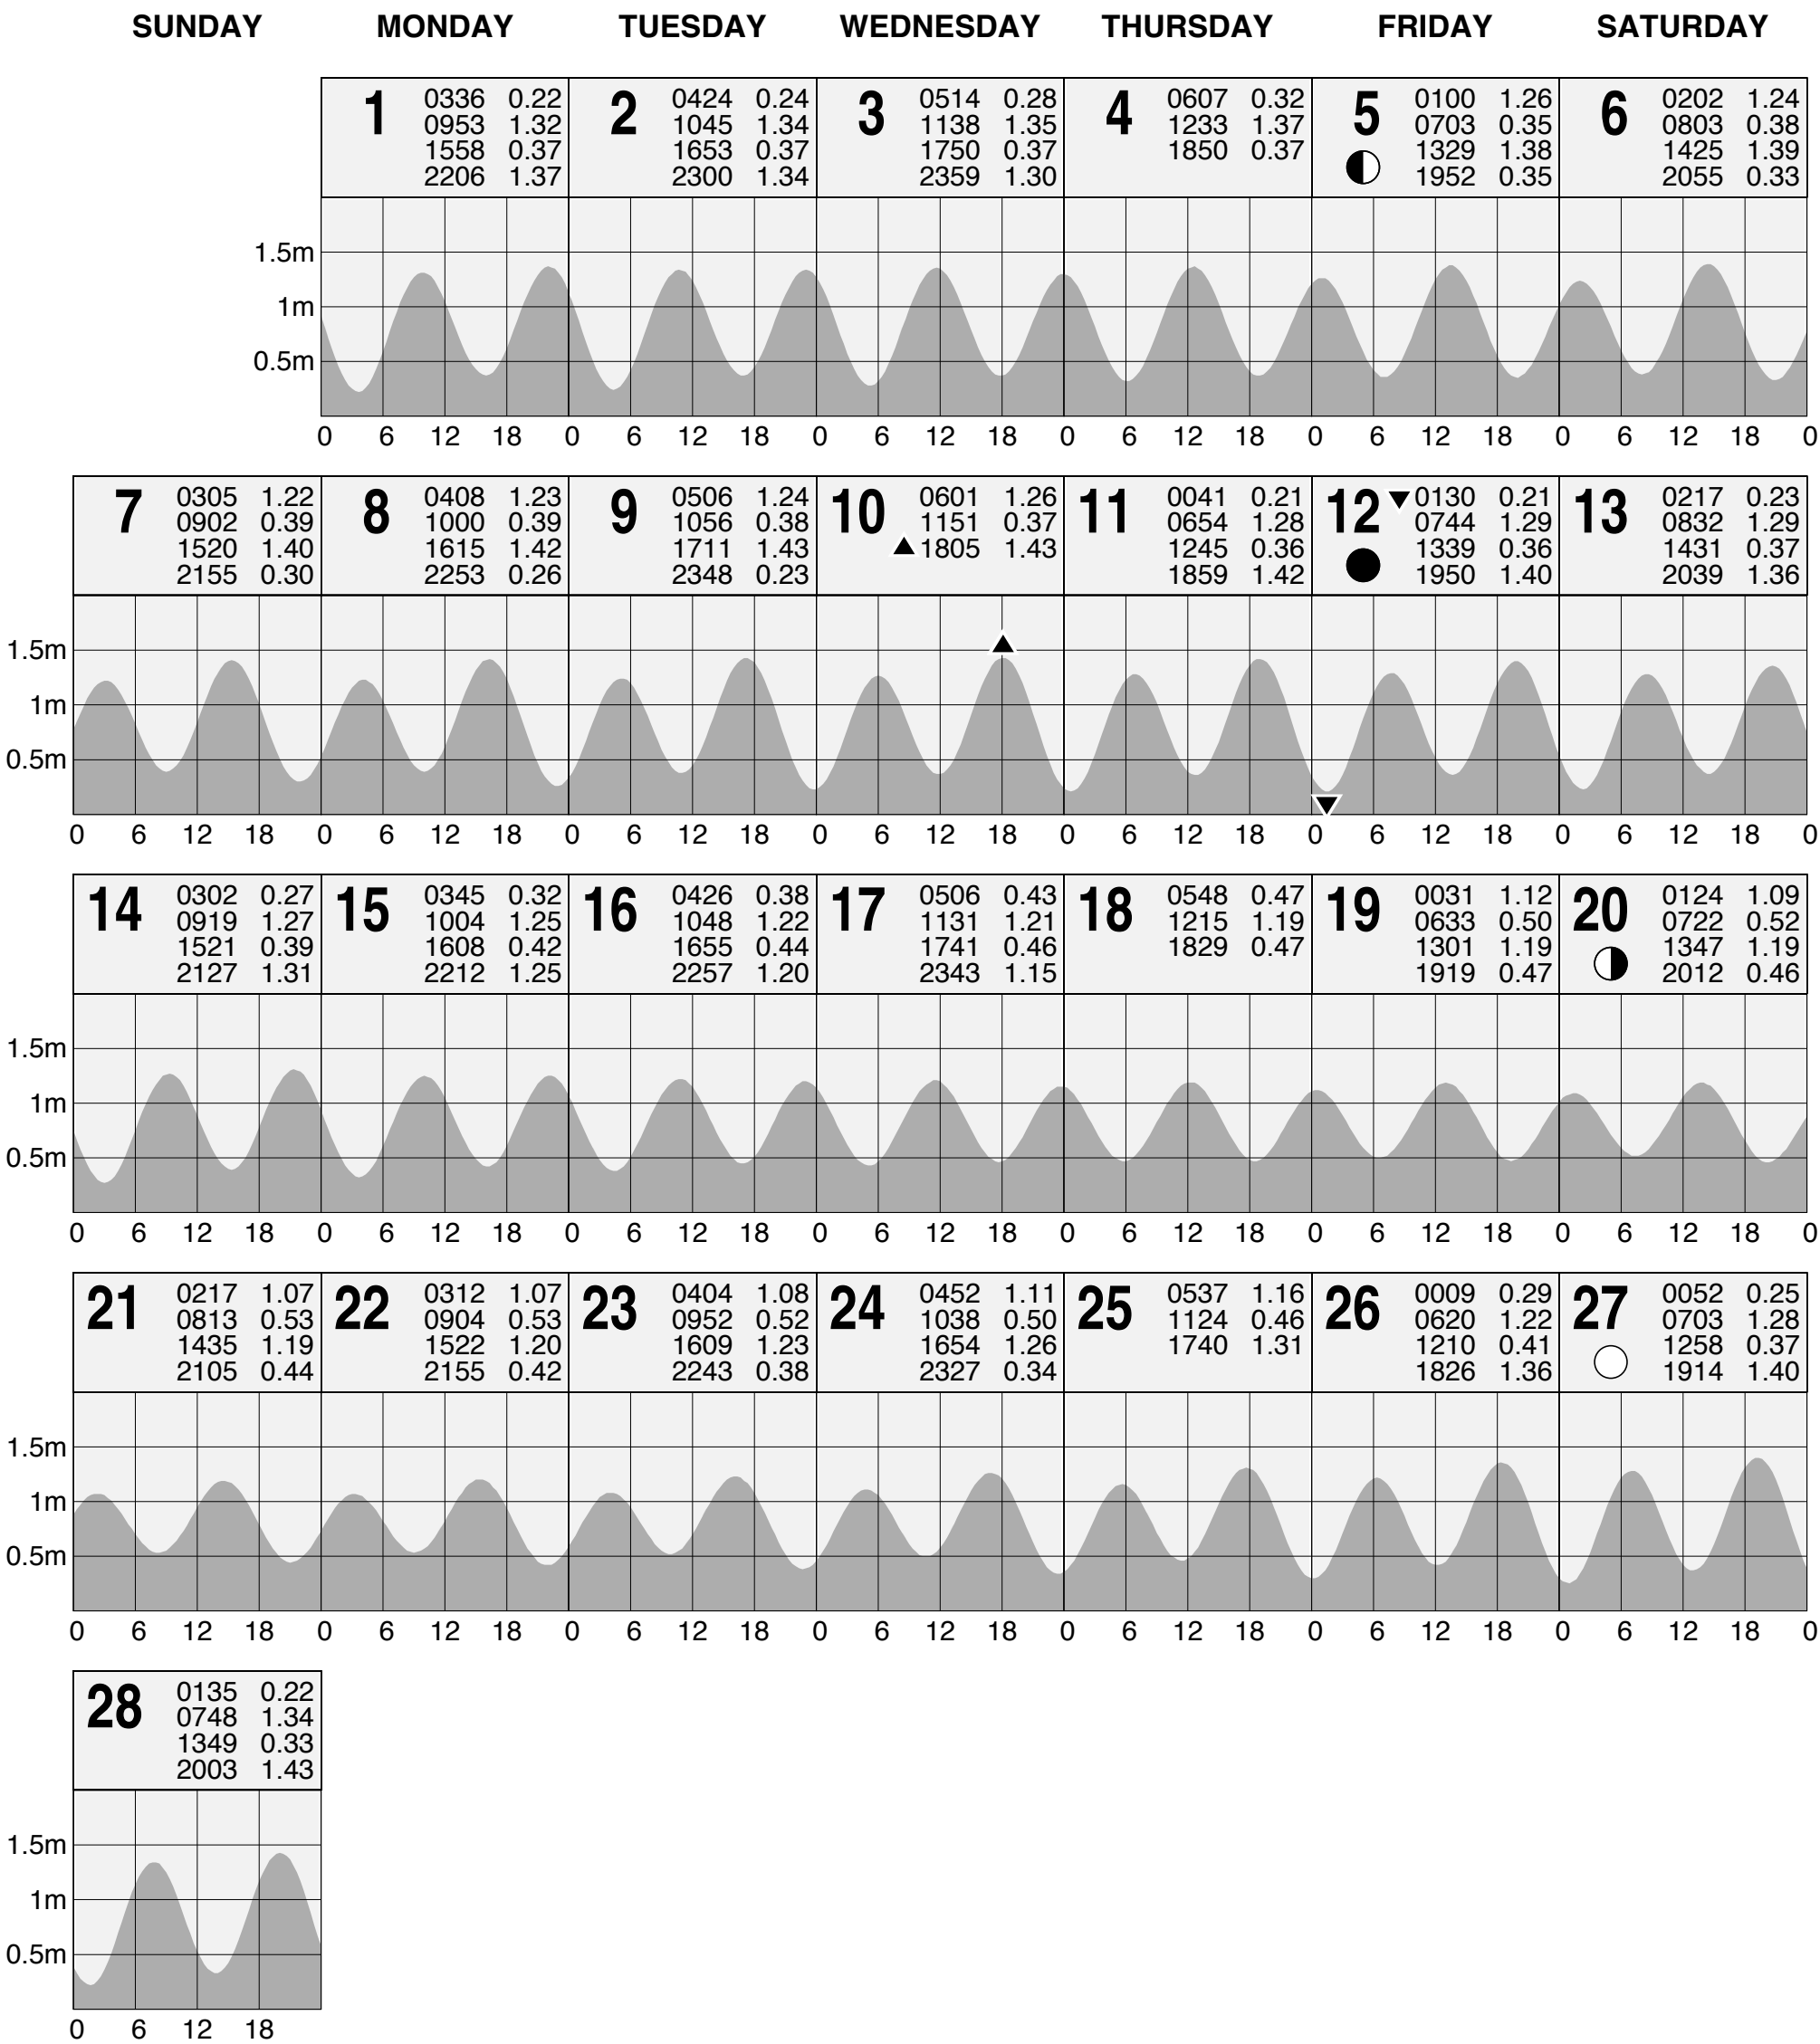 SUNDAY MONDAY TUESDAY WEDNESDAY THURSDAY FRIDAY SATURDAY
1 0336 0.22
0953 1.32
1558 0.37
2206 1.37
2 0424 0.24
1045 1.34
1653 0.37
2300 1.34
3 0514 0.28
1138 1.35
1750 0.37
2359 1.30
4 0607 0.32
1233 1.37
1850 0.37
5 0100 1.26
0703 0.35
1329 1.38
1952 0.35
6 0202 1.24
0803 0.38
1425 1.39
2055 0.33
1.5m
1m
0.5m
0 6 12 18 0 6 12 18 0 6 12 18 0 6 12 18 0 6 12 18 0 6 12 18 0
7 0305 1.22
0902 0.39
1520 1.40
2155 0.30
8 0408 1.23
1000 0.39
1615 1.42
2253 0.26
9 0506 1.24
1056 0.38
1711 1.43
2348 0.23
10 0601 1.26
1151 0.37
▲1805 1.43
11 0041 0.21
0654 1.28
1245 0.36
1859 1.42
12 ▼0130 0.21
0744 1.29
1339 0.36
1950 1.40
13 0217 0.23
0832 1.29
1431 0.37
2039 1.36
1.5m
1m
0.5m
0 6 12 18 0 6 12 18 0 6 12 18 0 6 12 18 0 6 12 18 0 6 12 18 0 6 12 18 0
14 0302 0.27
0919 1.27
1521 0.39
2127 1.31
15 0345 0.32
1004 1.25
1608 0.42
2212 1.25
16 0426 0.38
1048 1.22
1655 0.44
2257 1.20
17 0506 0.43
1131 1.21
1741 0.46
2343 1.15
18 0548 0.47
1215 1.19
1829 0.47
19 0031 1.12
0633 0.50
1301 1.19
1919 0.47
20 0124 1.09
0722 0.52
1347 1.19
2012 0.46
1.5m
1m
0.5m
0 6 12 18 0 6 12 18 0 6 12 18 0 6 12 18 0 6 12 18 0 6 12 18 0 6 12 18 0
21 0217 1.07
0813 0.53
1435 1.19
2105 0.44
22 0312 1.07
0904 0.53
1522 1.20
2155 0.42
23 0404 1.08
0952 0.52
1609 1.23
2243 0.38
24 0452 1.11
1038 0.50
1654 1.26
2327 0.34
25 0537 1.16
1124 0.46
1740 1.31
26 0009 0.29
0620 1.22
1210 0.41
1826 1.36
27 0052 0.25
0703 1.28
1258 0.37
1914 1.40
1.5m
1m
0.5m
0 6 12 18 0 6 12 18 0 6 12 18 0 6 12 18 0 6 12 18 0 6 12 18 0 6 12 18 0
28 0135 0.22
0748 1.34
1349 0.33
2003 1.43
1.5m
1m
0.5m
0 6 12 18